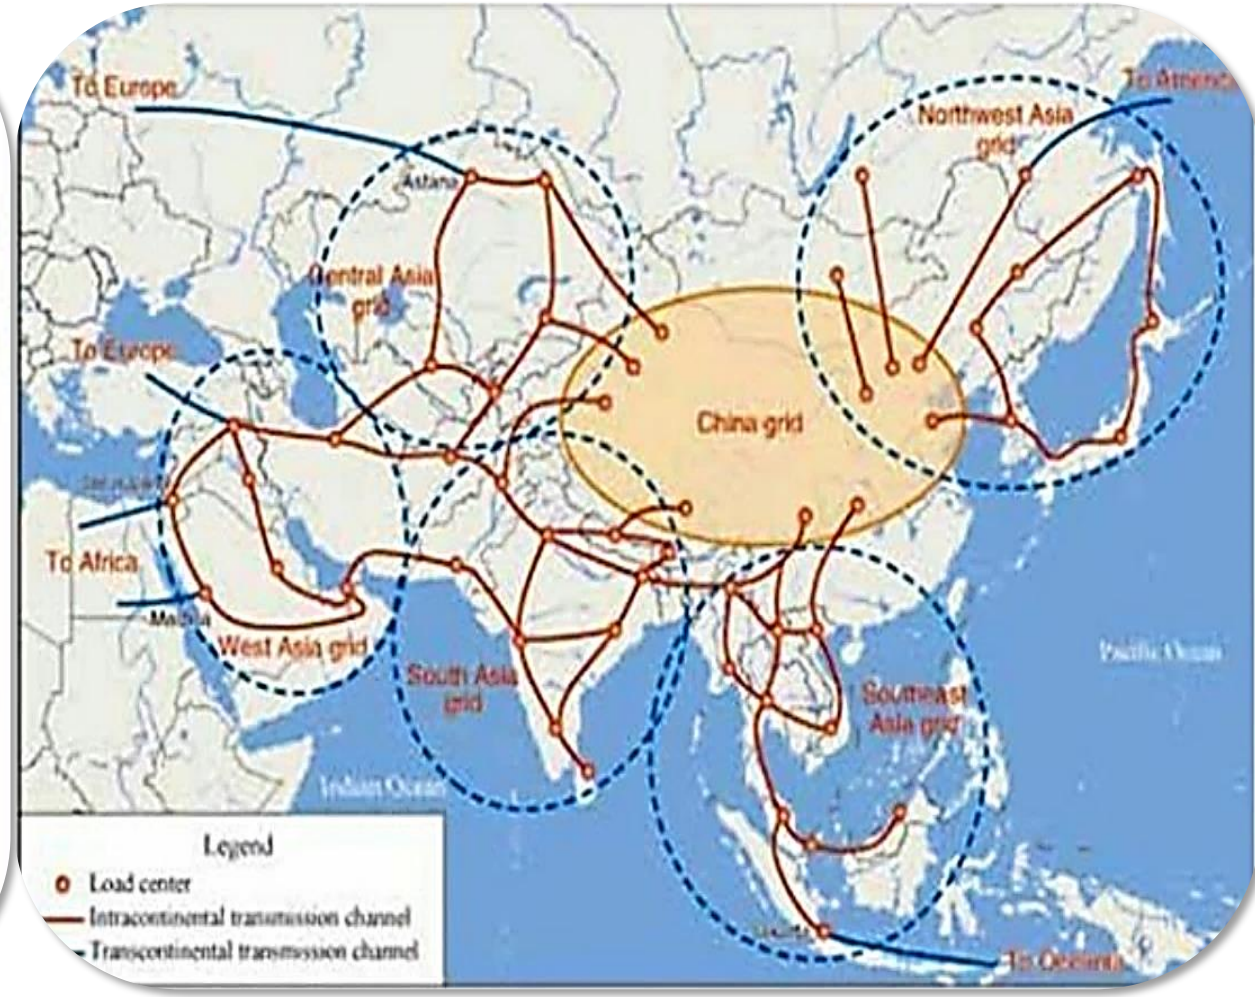 To Europe
To America
Northwest Asia
grid
Astana
Central Asia
grid
To Europe
China grid
To Africa
Medina
West Asia grid
South Asia
grid
Southeast
Asia grid
Pacific Ocean
Indian Ocean
Legend
Load center
Intracontinental transmission channel
Transcontinental transmission channel
Jakarta
To Oceania